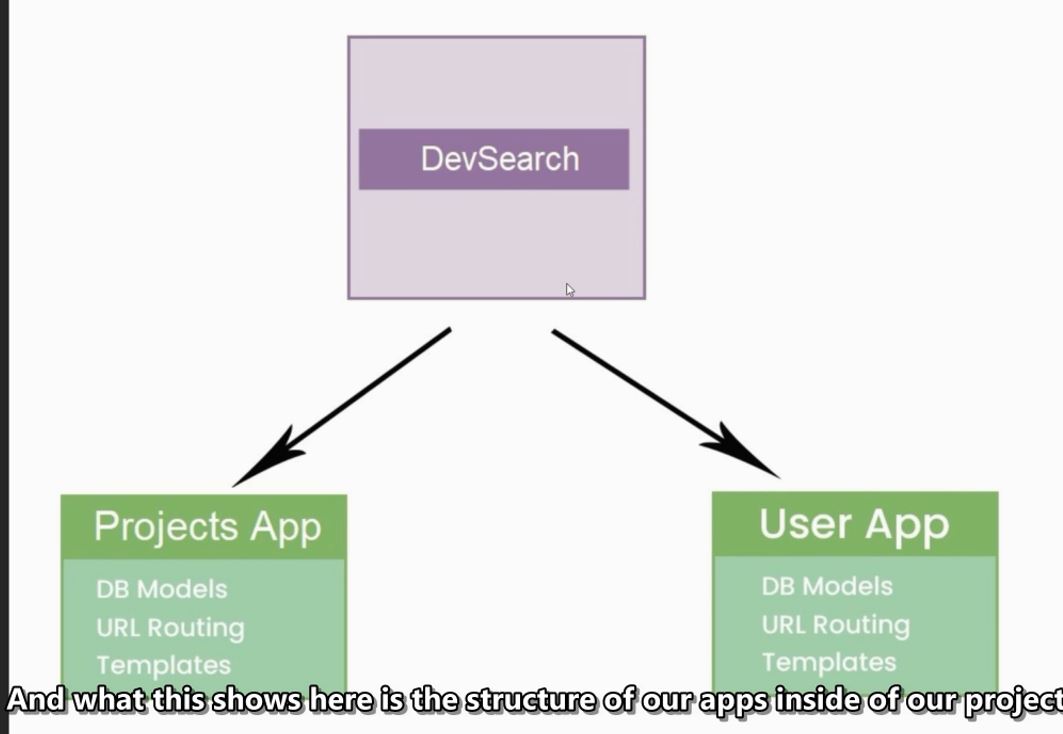 DevSearch
Projects App
DB Models
URL Routing
Templates
User App
DB Models
URL Routing
Templates
And what this shows here is the structure of our apps inside of our project